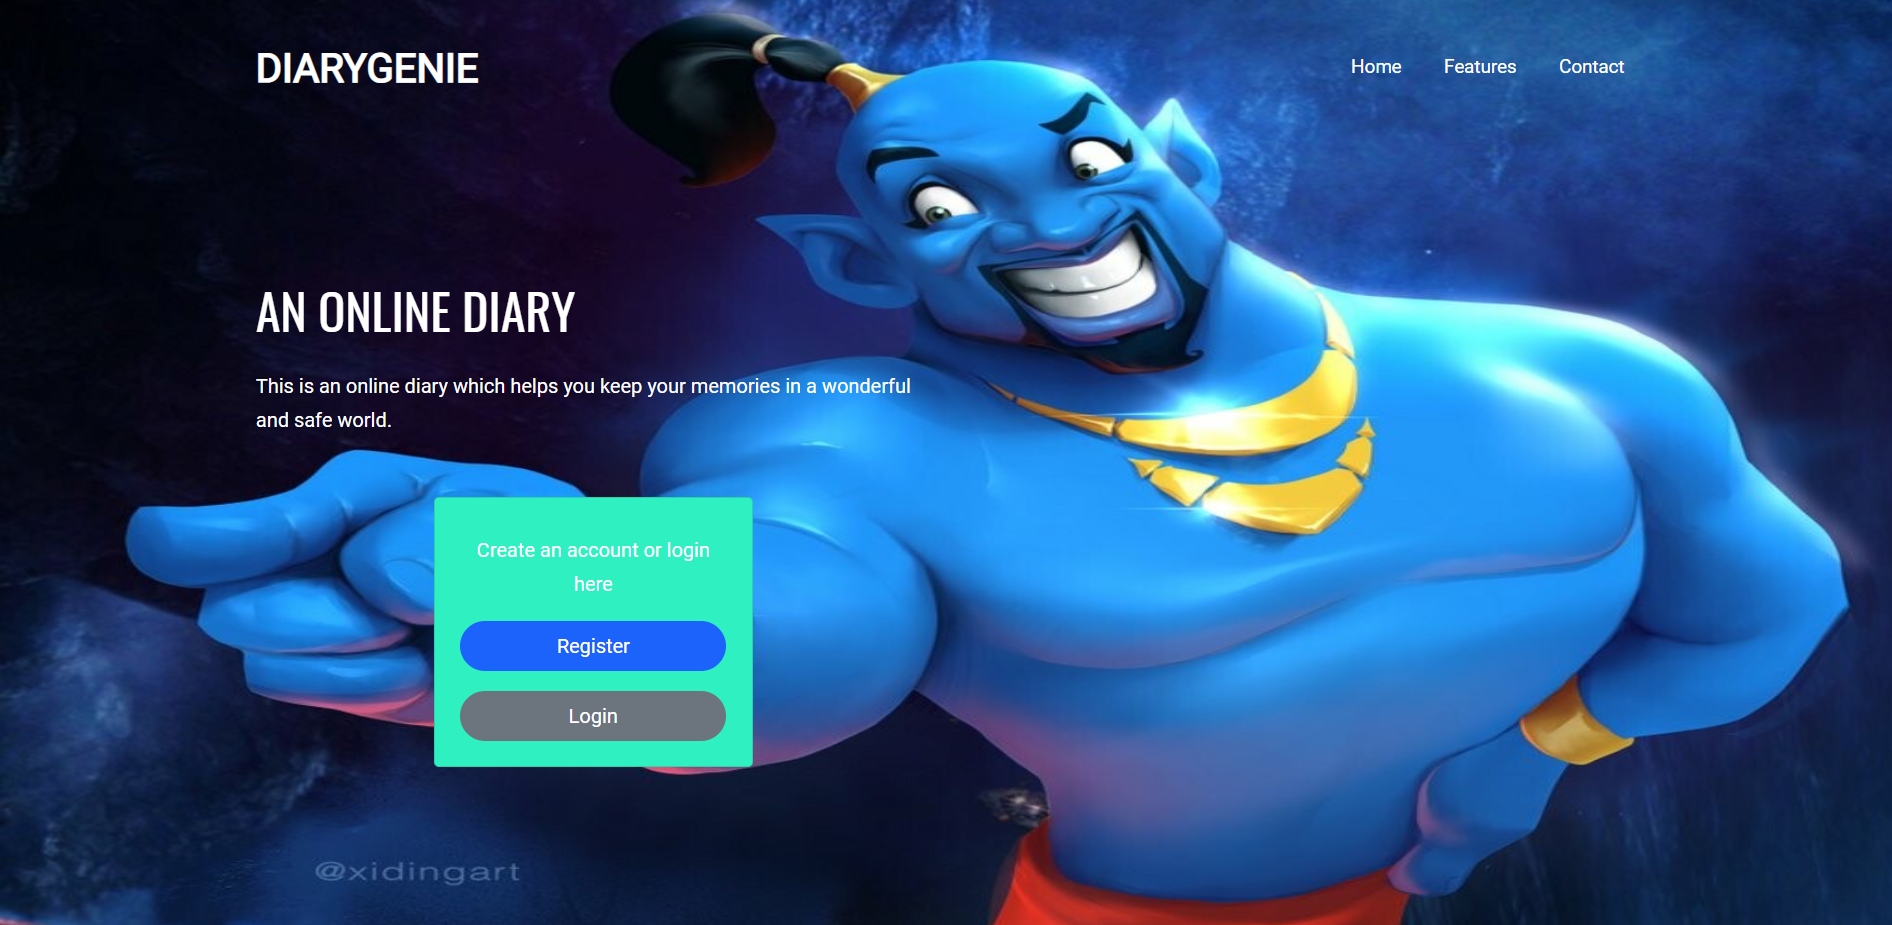 DIARYGENIE
Home
Features
Contact
AN ONLINE DIARY
This is an online diary which helps you keep your memories in a wonderful
and safe world.
Create an account or login
here
Register
Login
@xidingart